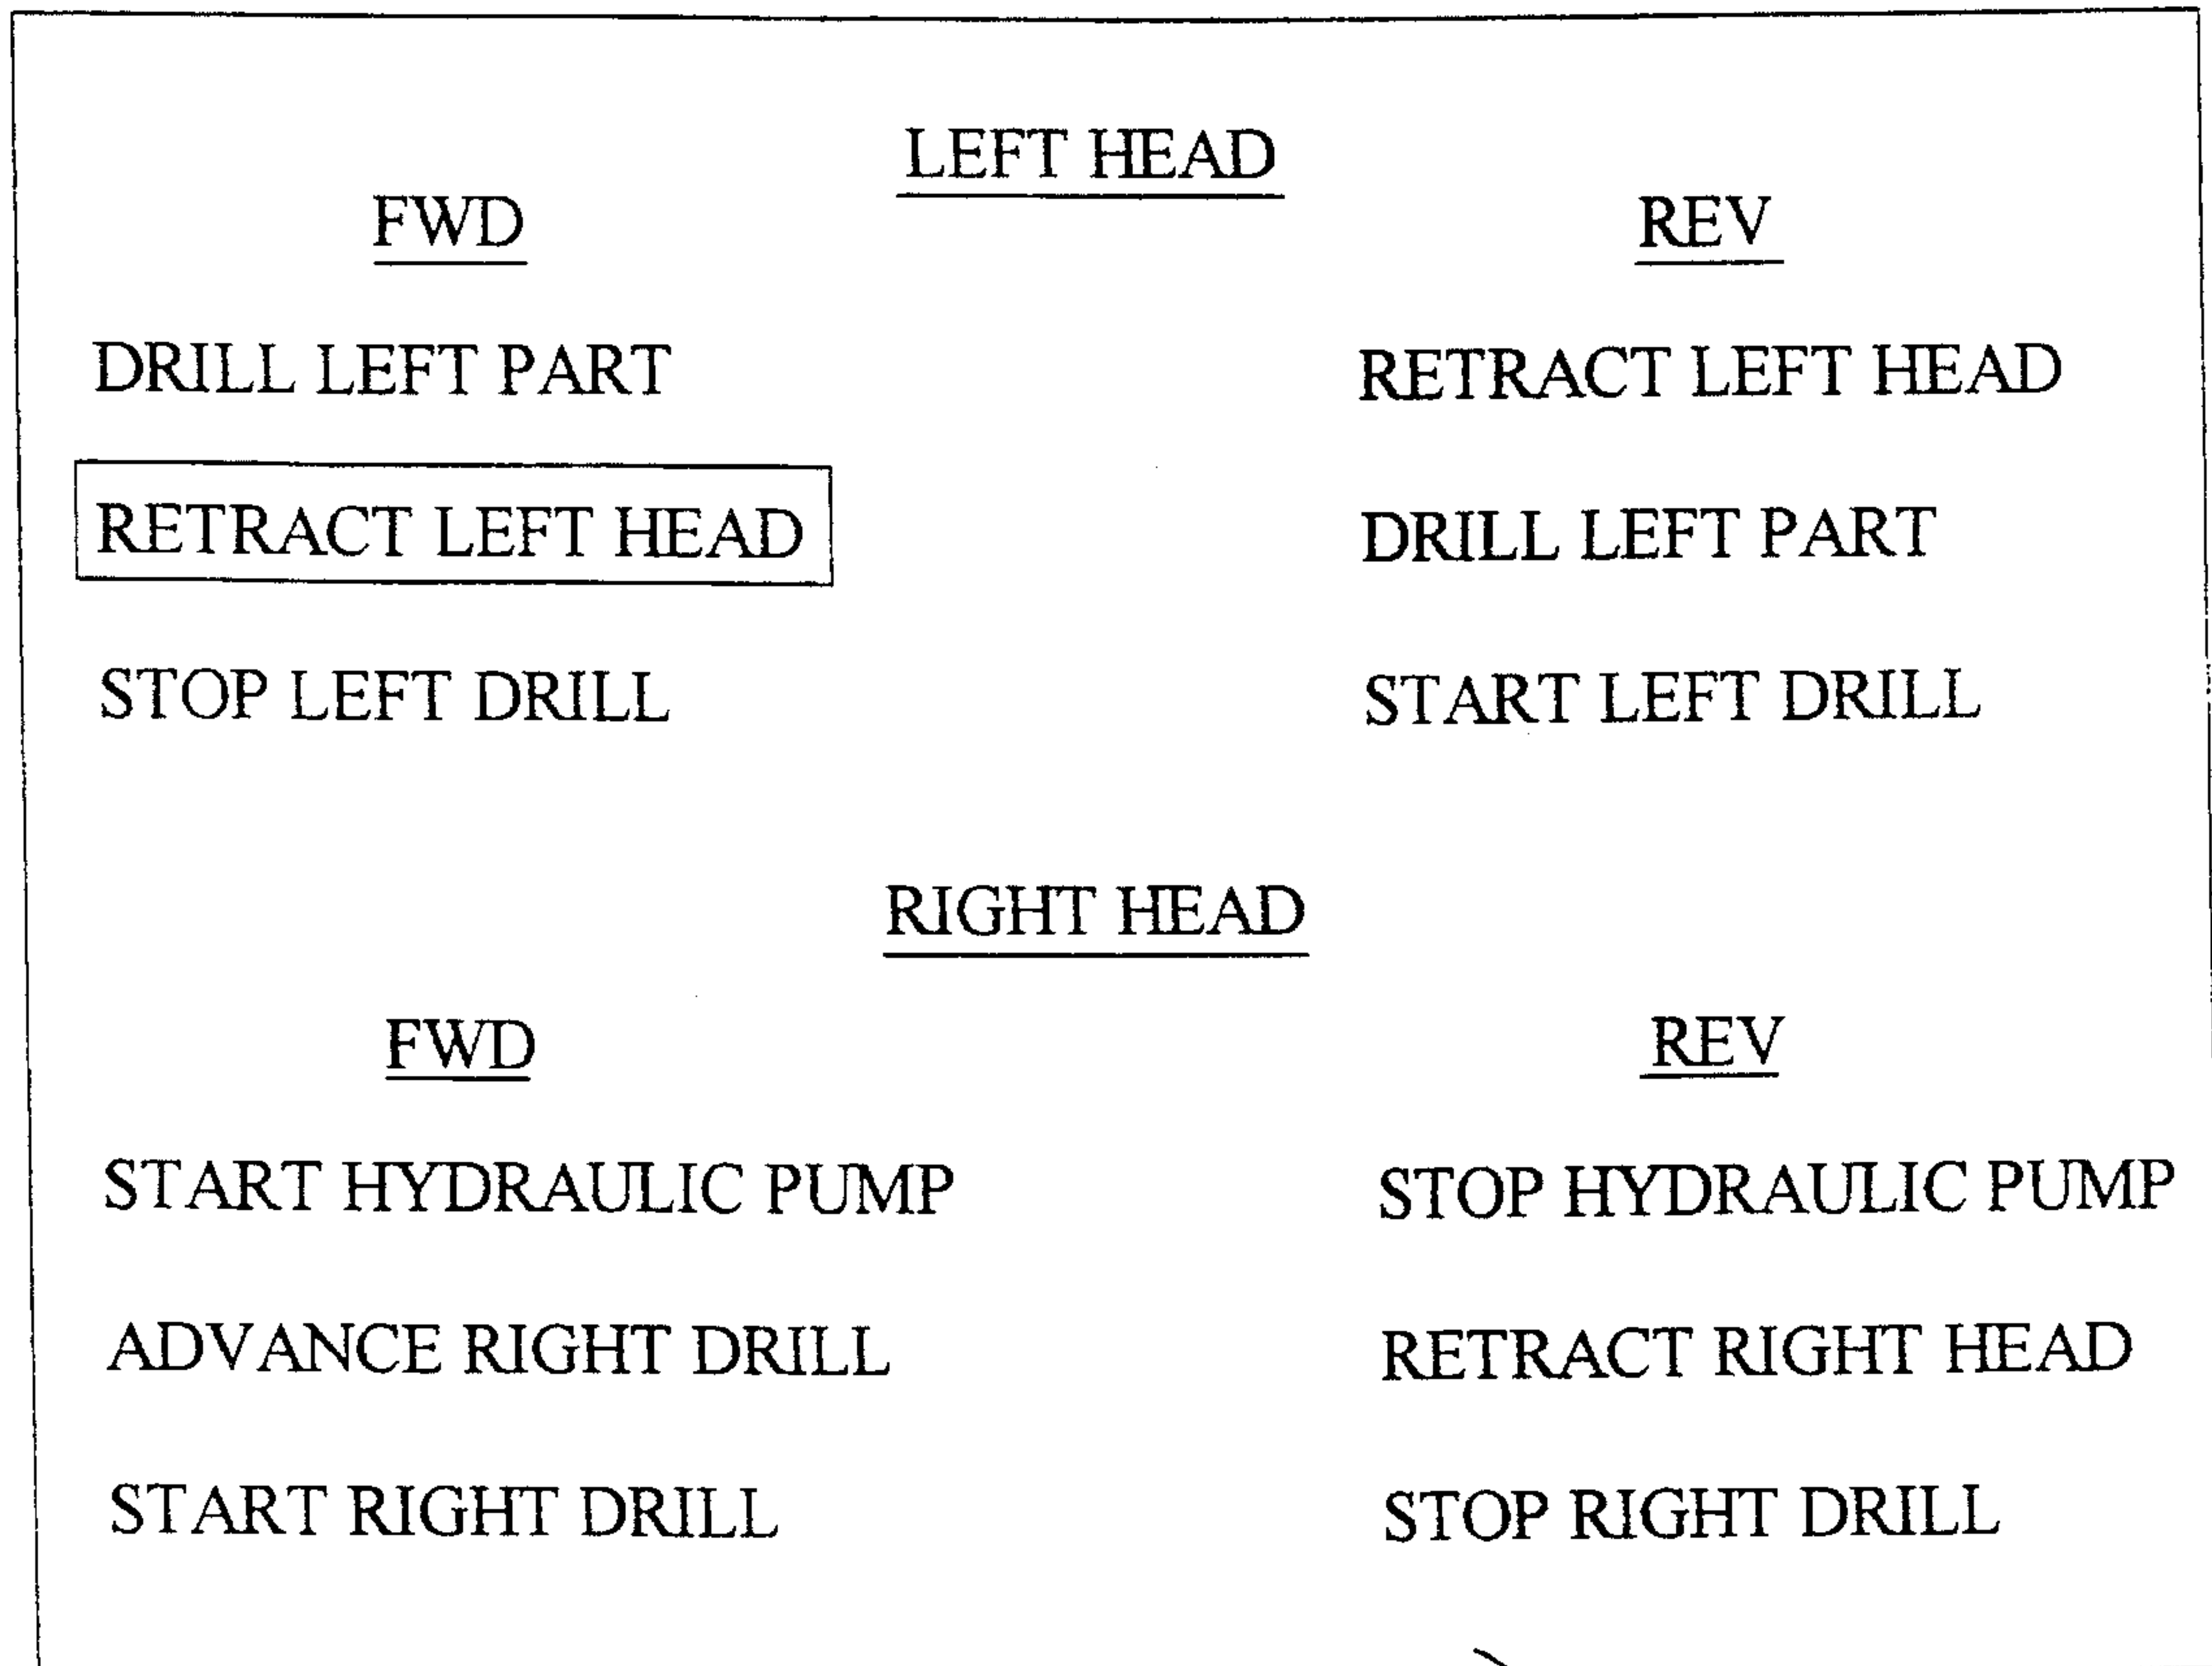 LEFT HEAD
FWD REV
DRILL LEFT PART RETRACT LEFT HEAD
RETRACT LEFT HEAD DRILL LEFT PART
STOP LEFT DRILL START LEFT DRILL
RIGHT HEAD
FWD REV
START HYDRAULIC PUMP STOP HYDRAULIC PUMP
ADVANCE RIGHT DRILL RETRACT RIGHT HEAD
START RIGHT DRILL STOP RIGHT DRILL